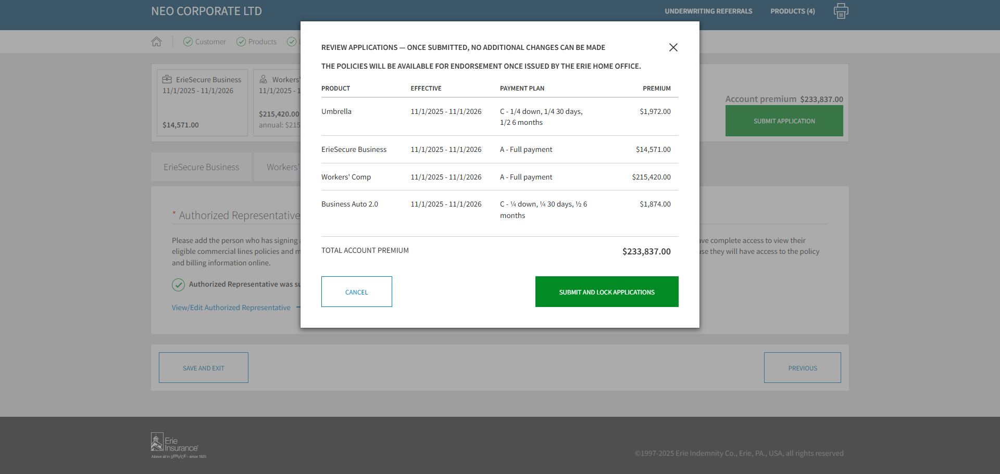 NEO CORPORATE LTD
UNDERWRITING REFERRALS
PRODUCTS (4)
Customer
Products
REVIEW APPLICATIONS — ONCE SUBMITTED, NO ADDITIONAL CHANGES CAN BE MADE
THE POLICIES WILL BE AVAILABLE FOR ENDORSEMENT ONCE ISSUED BY THE ERIE HOME OFFICE.
PRODUCT EFFECTIVE PAYMENT PLAN PREMIUM
Umbrella 11/1/2025 - 11/1/2026 C - 1/4 down, 1/4 30 days, $1,972.00
1/2 6 months
ErieSecure Business 11/1/2025 - 11/1/2026 A - Full payment $14,571.00
Workers' Comp 11/1/2025 - 11/1/2026 A - Full payment $215,420.00
Business Auto 2.0 11/1/2025 - 11/1/2026 C - ¼ down, ¼ 30 days, ½ 6 $1,874.00
months
TOTAL ACCOUNT PREMIUM $233,837.00
CANCEL
SUBMIT AND LOCK APPLICATIONS
ErieSecure Business
11/1/2025 - 11/1/2026
$14,571.00
Workers'
11/1/2025 - 1
$215,420.00
annual: $215
Account premium $233,837.00
SUBMIT APPLICATION
ErieSecure Business
Workers'
* Authorized Representative
Please add the person who has signing
eligible commercial lines policies and
and billing information online.
complete access to view their
they will have access to the policy
Authorized Representative was
View/Edit Authorized Representative
SAVE AND EXIT
PREVIOUS
Erie
Insurance®
Above all in SERVICE® - since 1925
©1997-2025 Erie Indemnity Co., Erie, PA., USA, all rights reserved